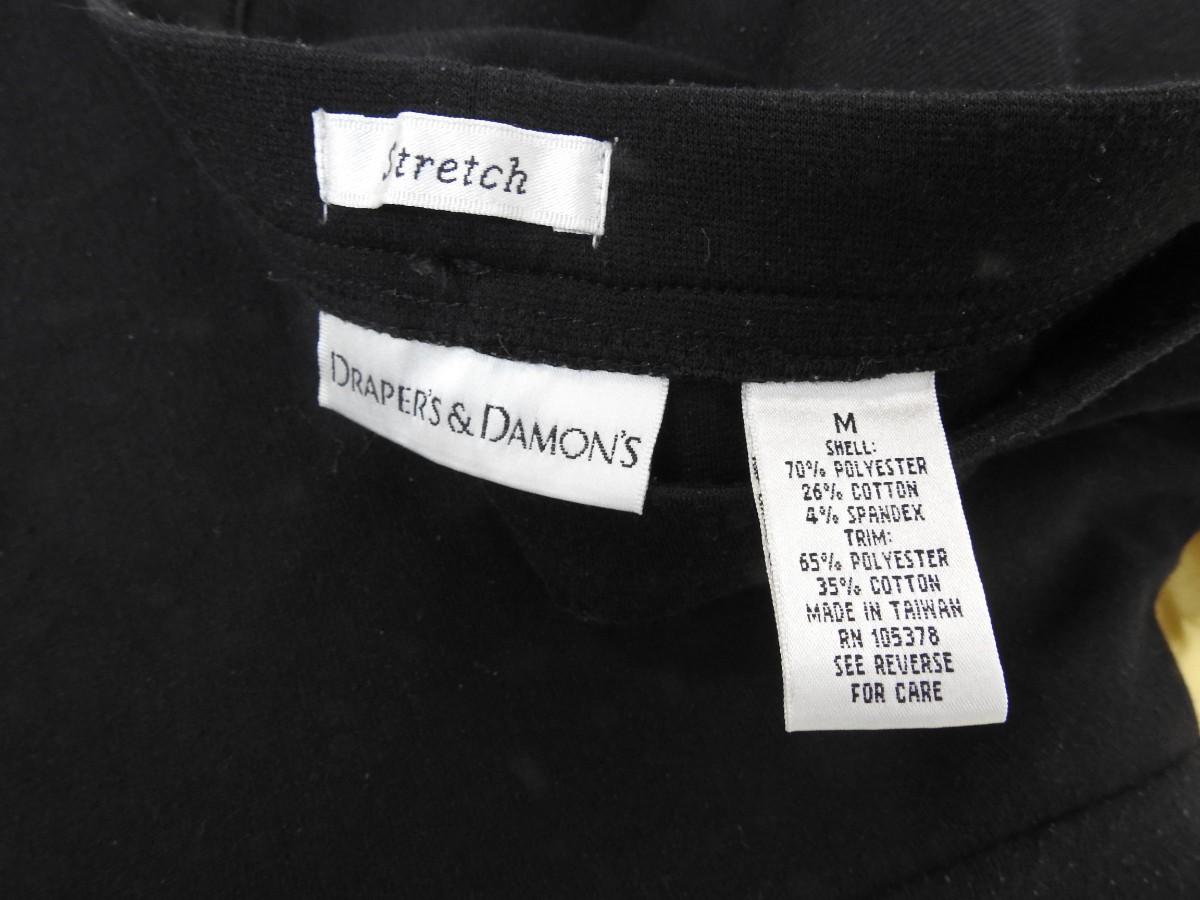 Stretch
DRAPER'S & DAMON'S
M
SHELL:
70% POLYESTER
26% COTTON
4% SPANDEX
TRIM:
65% POLYESTER
35% COTTON
MADE IN TAIWAN
RN 105378
SEE REVERSE
FOR CARE